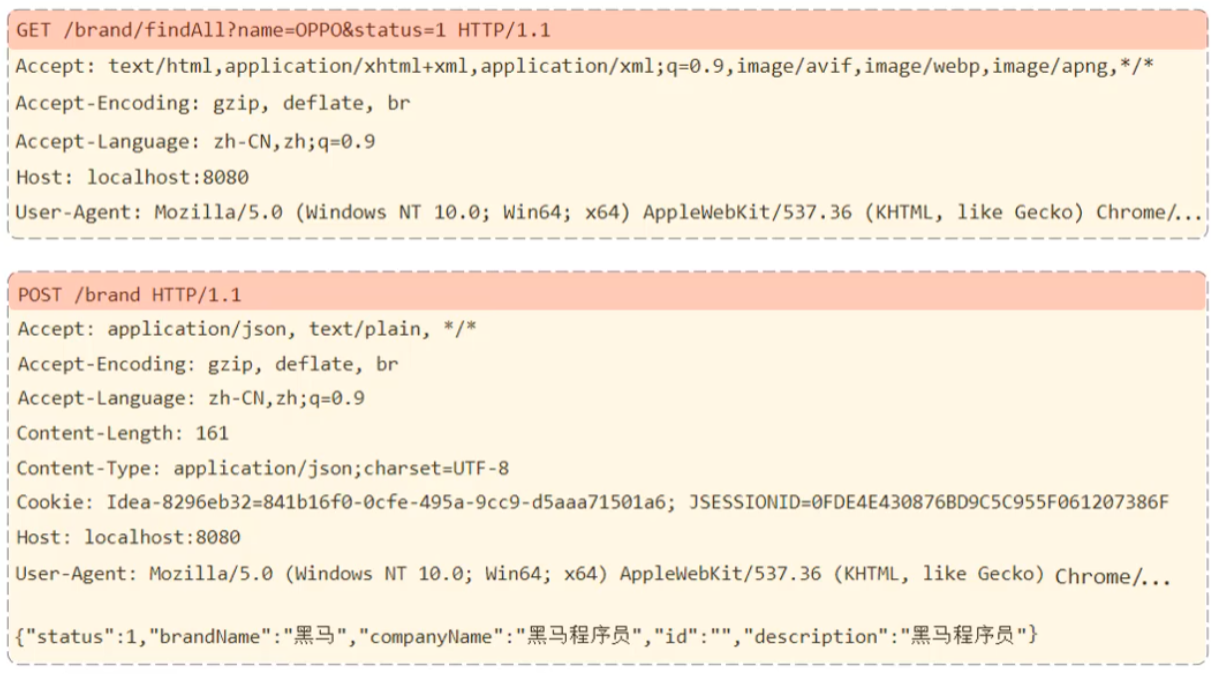 GET /brand/findAll?name=OPPO&status=1 HTTP/1.1
Accept: text/html,application/xhtml+xml,application/xml;q=0.9,image/avif,image/webp,image/apng,*/*
Accept-Encoding: gzip, deflate, br
Accept-Language: zh-CN,zh;q=0.9
Host: localhost:8080
User-Agent: Mozilla/5.0 (Windows NT 10.0; Win64; x64) AppleWebKit/537.36 (KHTML, like Gecko) Chrome/...
POST /brand HTTP/1.1
Accept: application/json, text/plain, */*
Accept-Encoding: gzip, deflate, br
Accept-Language: zh-CN,zh;q=0.9
Content-Length: 161
Content-Type: application/json;charset=UTF-8
Cookie: Idea-8296eb32=841b16f0-0cfe-495a-9cc9-d5aaa71501a6; JSESSIONID=0FDE4E430876BD9C5C955F061207386F
Host: localhost:8080
User-Agent: Mozilla/5.0 (Windows NT 10.0; Win64; x64) AppleWebKit/537.36 (KHTML, like Gecko) Chrome/...
{"status":1,"brandName":"黑马","companyName":"黑马程序员","id":"","description":"黑马程序员"}